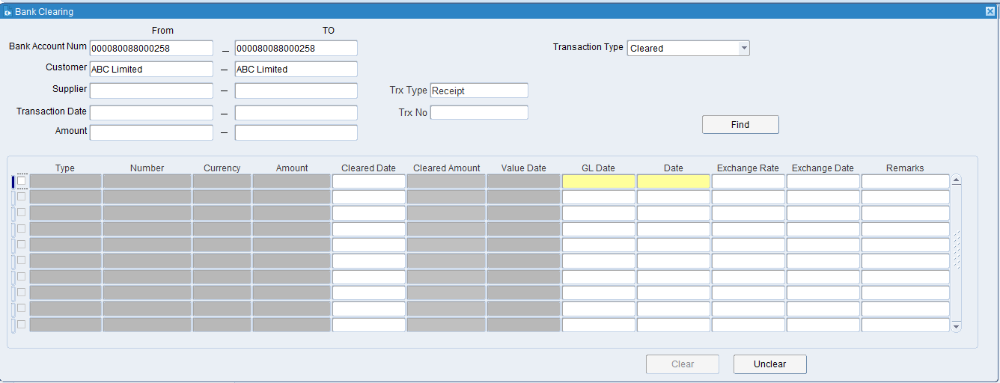 Bank Clearing
From TO
Bank Account Num 000080088000258 – 000080088000258 Transaction Type Cleared
Customer ABC Limited – ABC Limited
Supplier – Trx Type Receipt
Transaction Date – Trx No
Amount – Find
Type Number Currency Amount Cleared Date Cleared Amount Value Date GL Date Date Exchange Rate Exchange Date Remarks
Clear Unclear